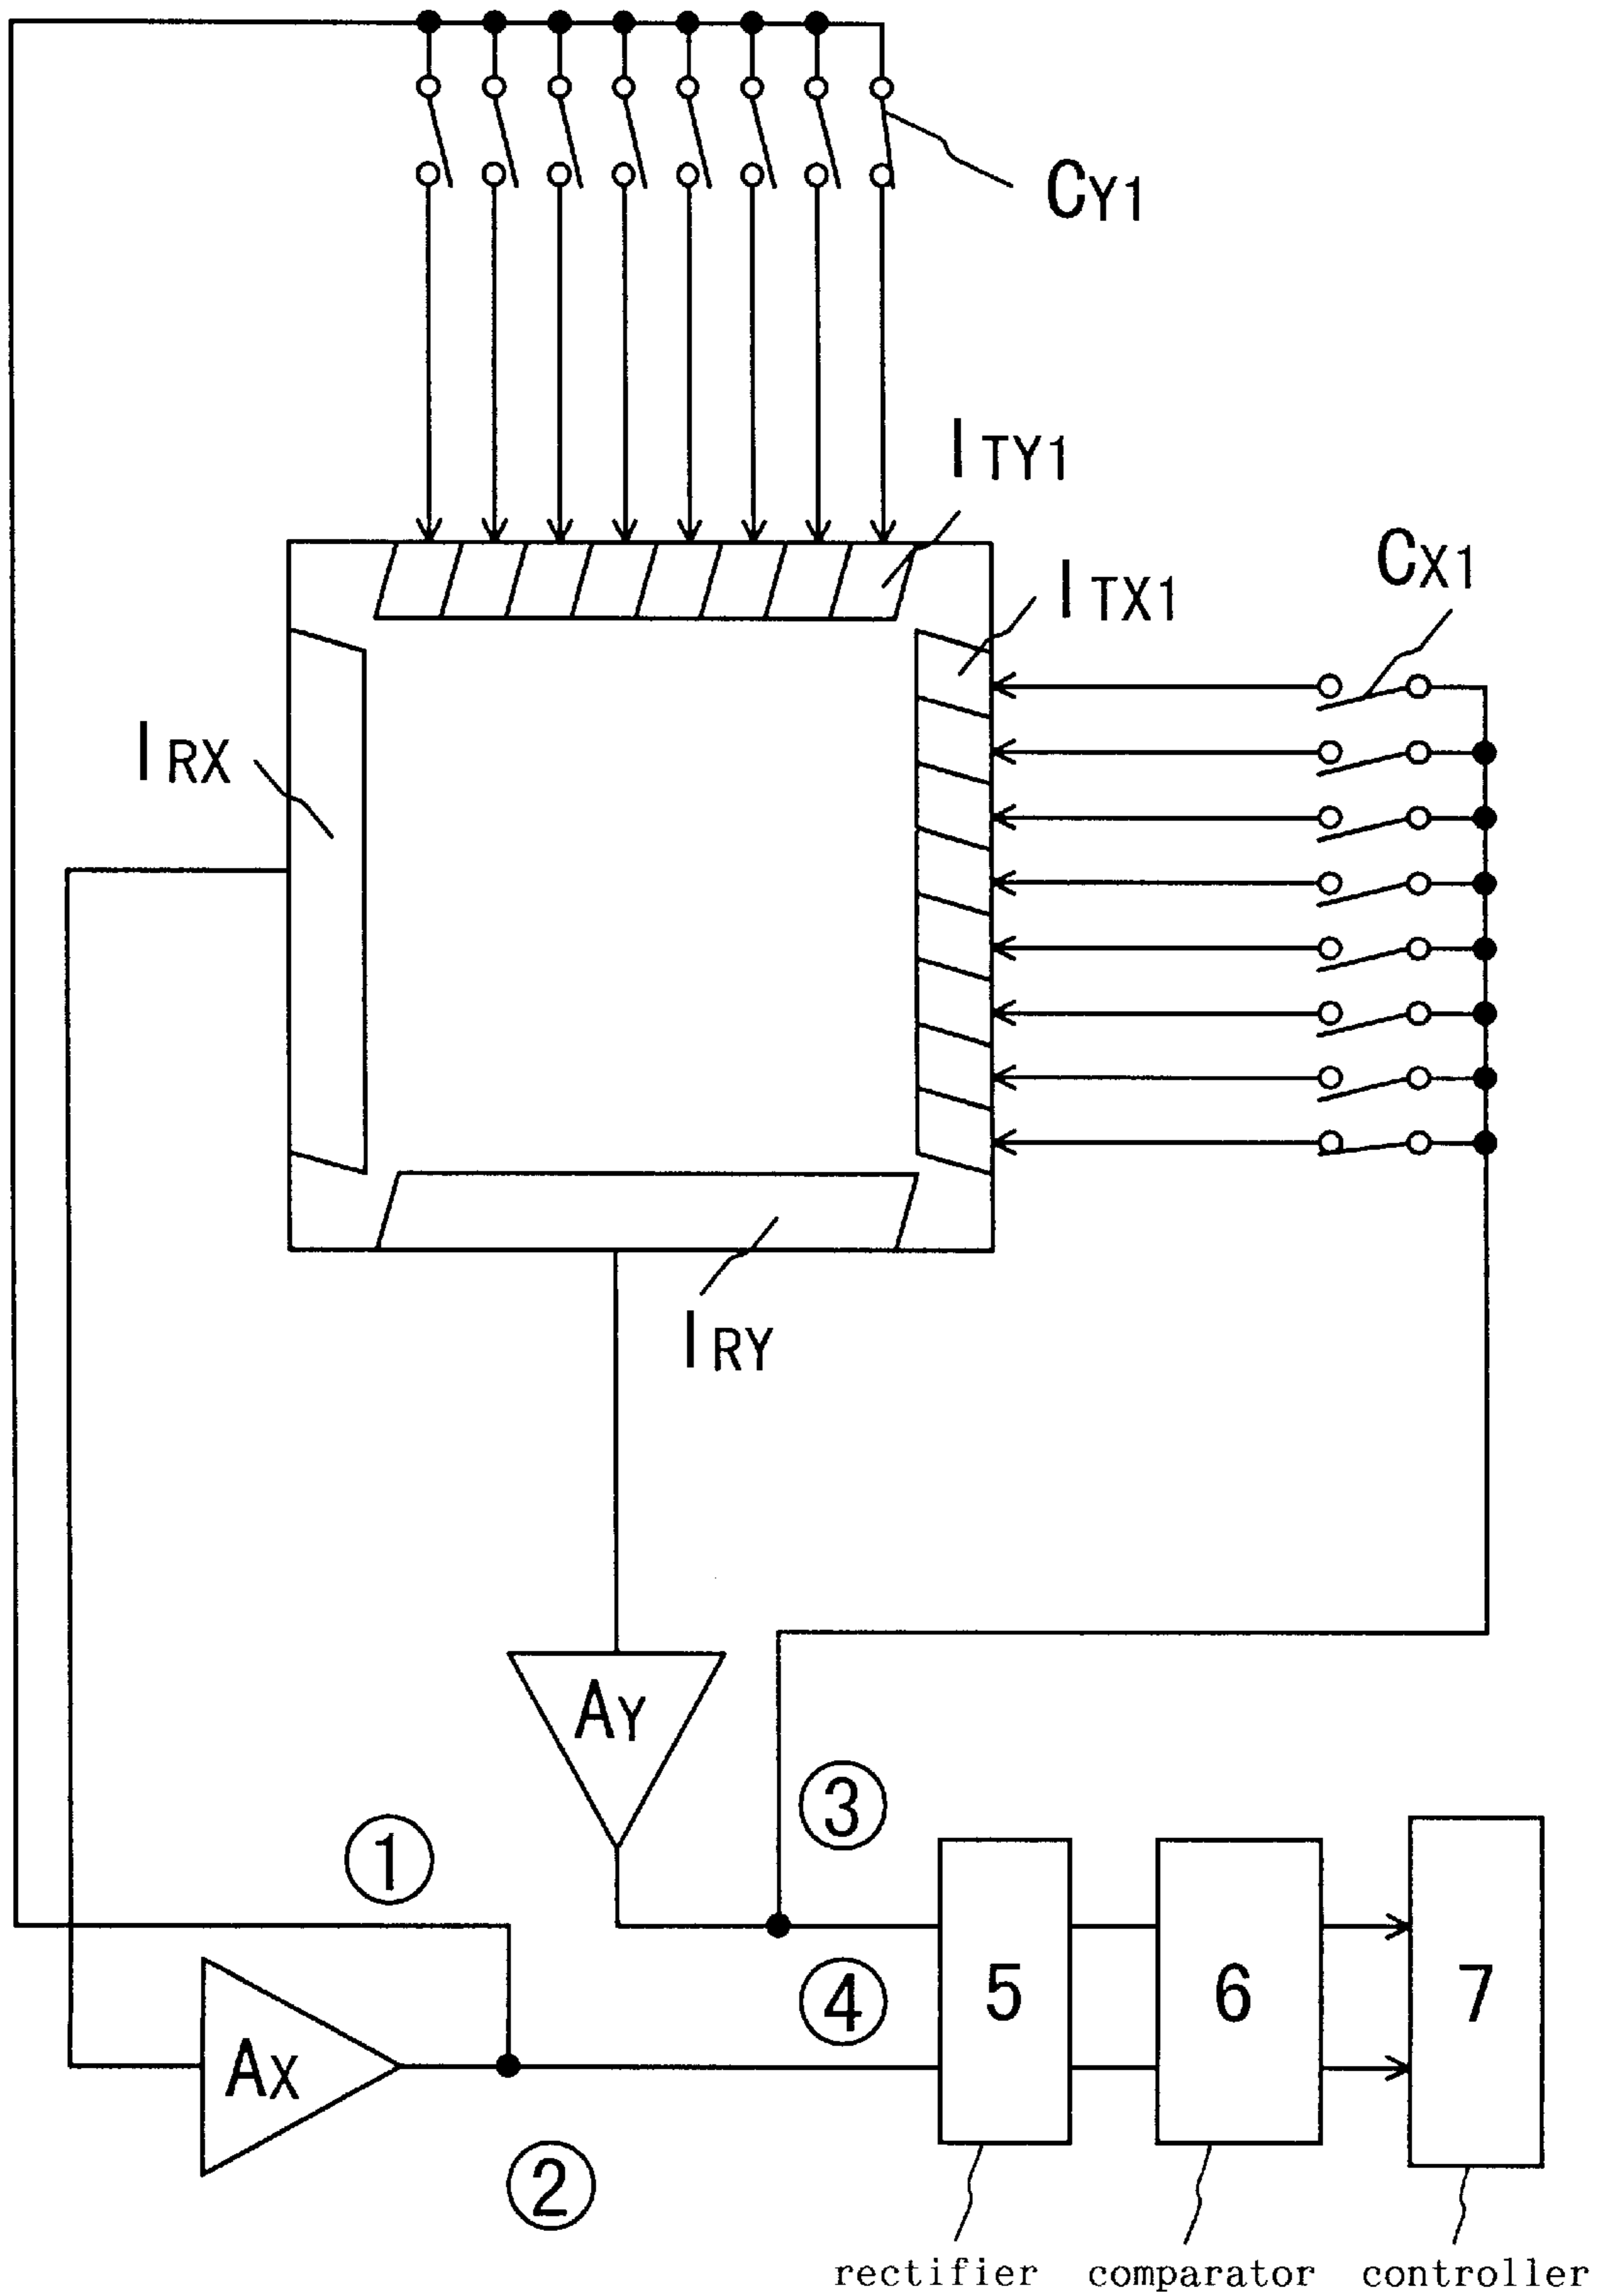 CY1
ITY1
CX1
ITX1
IRX
IRY
AY
③
①
5
6
7
④
AX
②
rectifier
comparator
controller